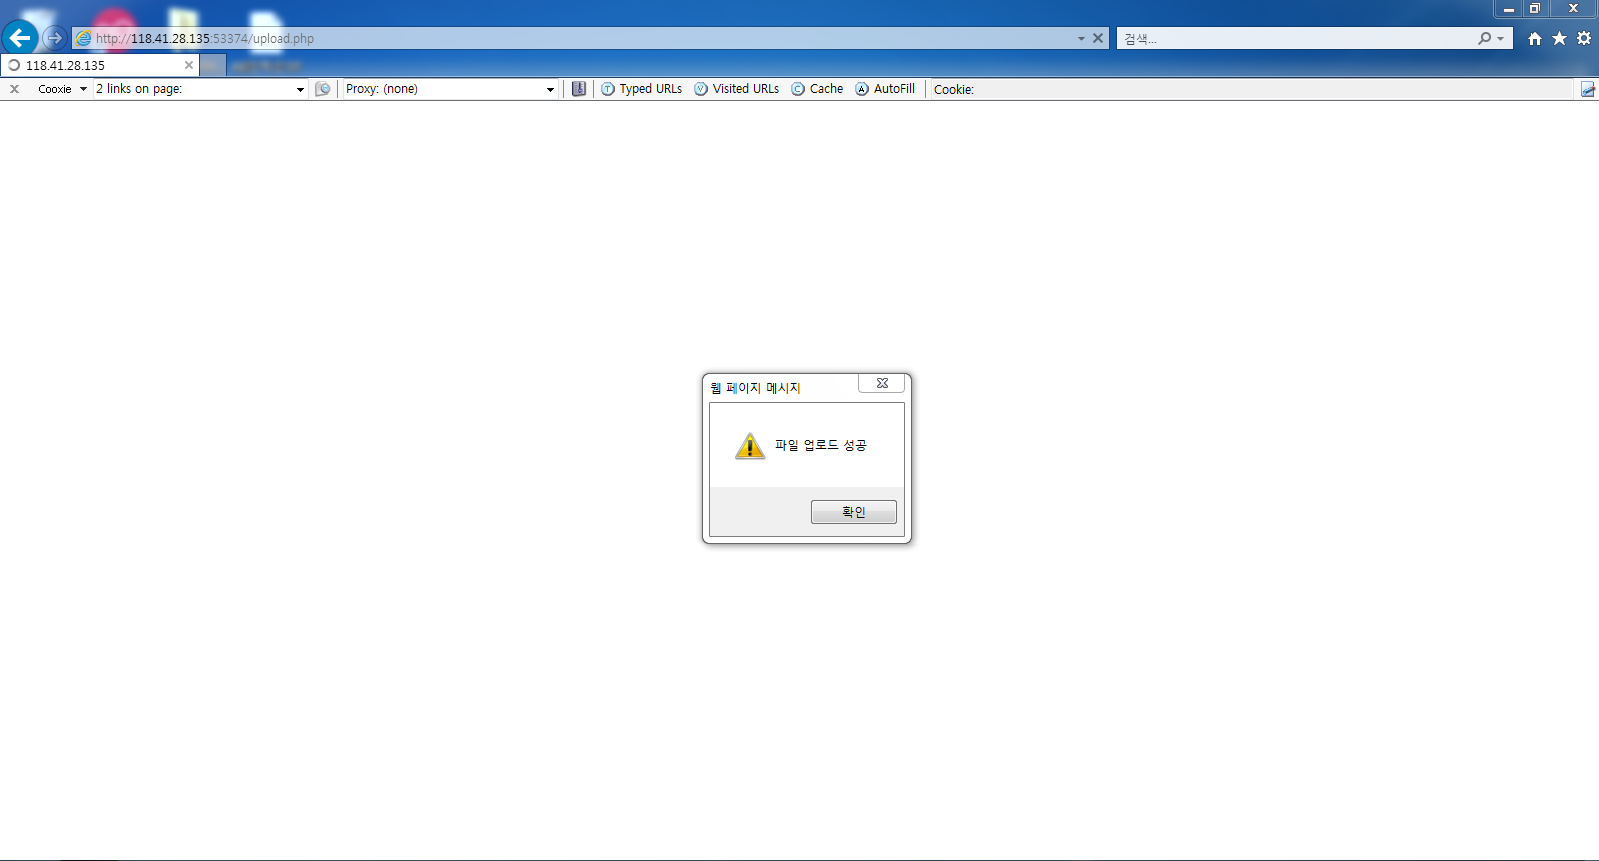 http://118.41.28.135:53374/upload.php
검색...
118.41.28.135
Cooxie
2 links on page:
Proxy: (none)
Typed URLs
Visited URLs
Cache
AutoFill
Cookie:
웹 페이지 메시지
파일 업로드 성공
확인